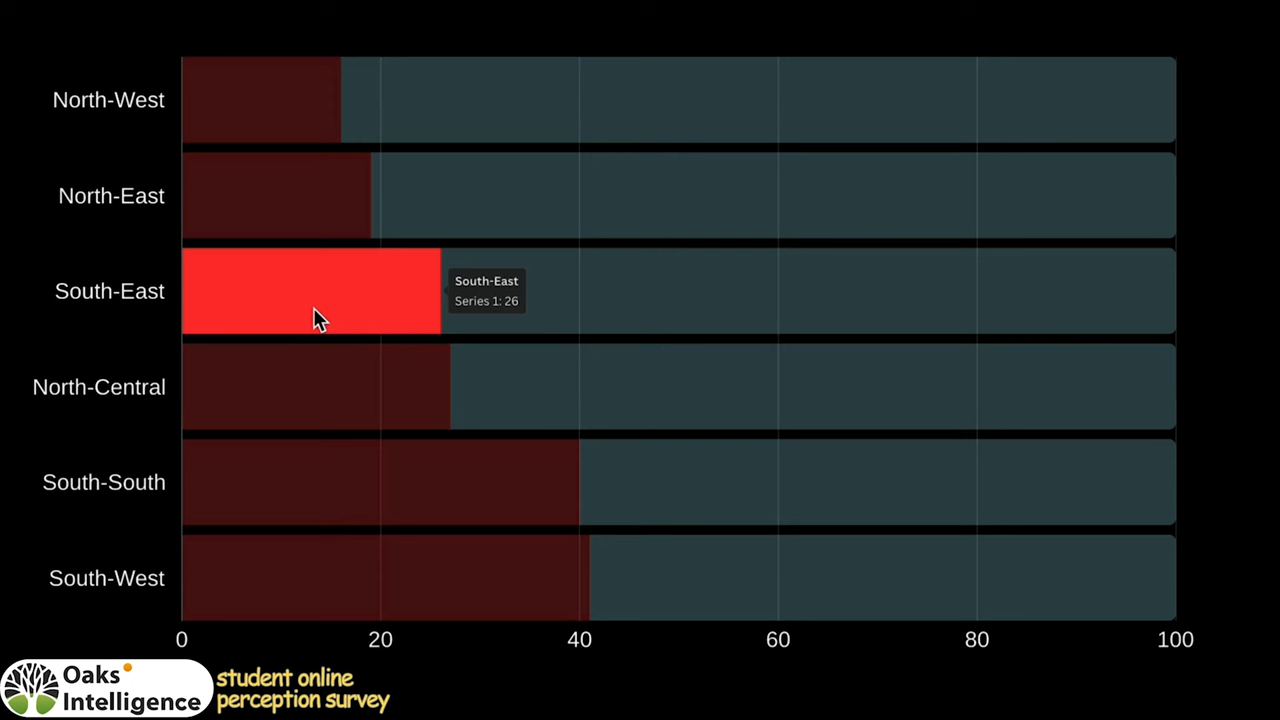 North-West
North-East
South-East
South-East
Series 1: 26
North-Central
South-South
South-West
0 20 40 60 80 100
Oaks
Intelligence
student online
perception survey